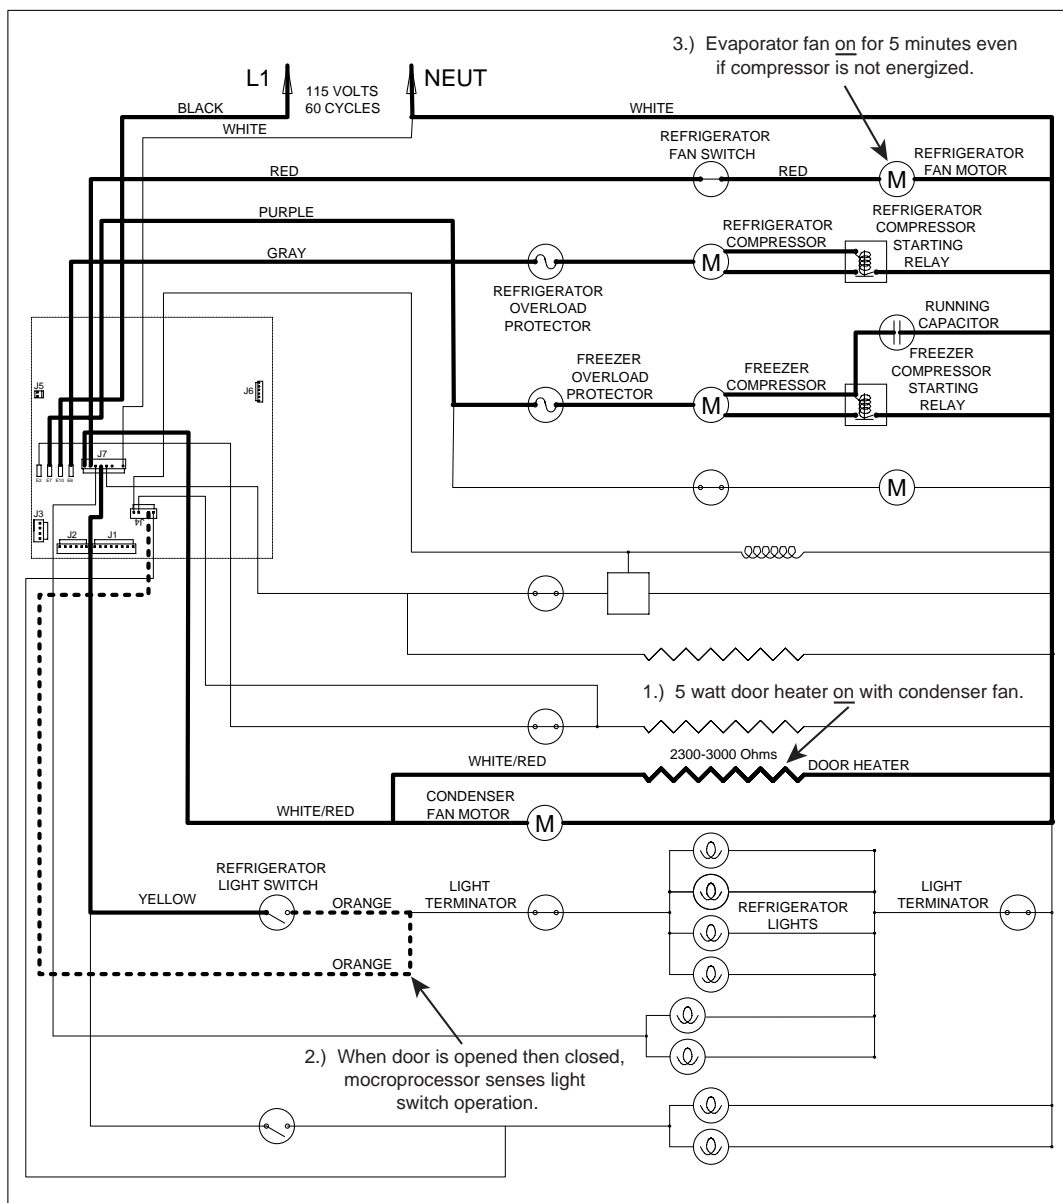 3.) Evaporator fan on for 5 minutes even
if compressor is not energized.
L1
NEUT
115 VOLTS
60 CYCLES
BLACK
WHITE
WHITE
REFRIGERATOR
FAN SWITCH
RED
RED
REFRIGERATOR
FAN MOTOR
M
PURPLE
REFRIGERATOR
COMPRESSOR
REFRIGERATOR
COMPRESSOR
STARTING
RELAY
GRAY
M
REFRIGERATOR
OVERLOAD
PROTECTOR
RUNNING
CAPACITOR
FREEZER
OVERLOAD
PROTECTOR
FREEZER
COMPRESSOR
FREEZER
COMPRESSOR
STARTING
RELAY
M
J5
J6
J7
E3
E7
E10
E8
M
J4
J3
J2
J1
1.) 5 watt door heater on with condenser fan.
2300-3000 Ohms
WHITE/RED
DOOR HEATER
WHITE/RED
CONDENSER
FAN MOTOR
M
REFRIGERATOR
LIGHT SWITCH
YELLOW
ORANGE
LIGHT
TERMINATOR
REFRIGERATOR
LIGHTS
LIGHT
TERMINATOR
ORANGE
2.) When door is opened then closed,
mocroprocessor senses light
switch operation.